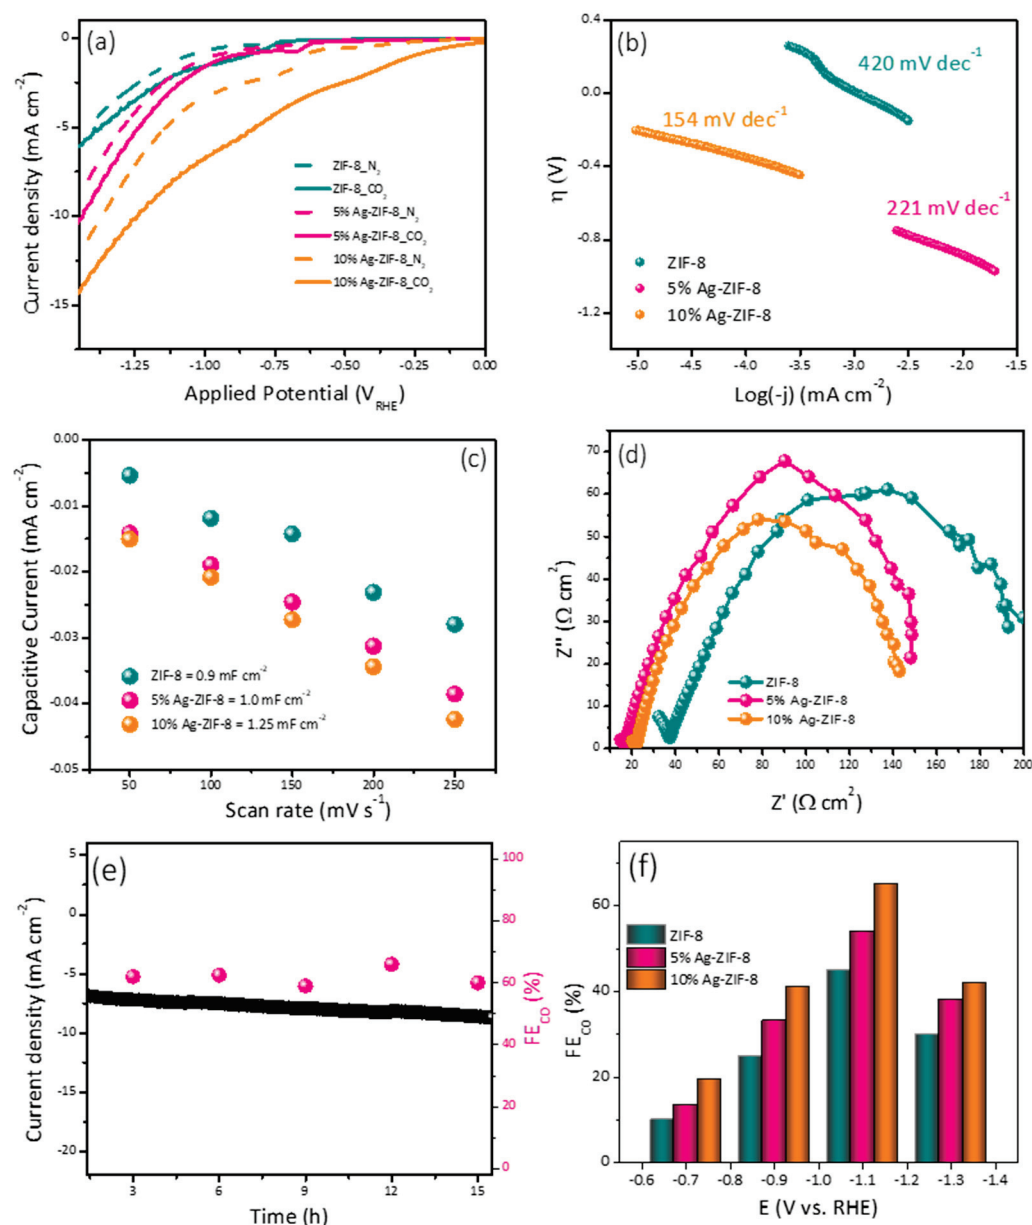 (a)
0
-5
-10
-15
Current density (mA cm⁻²)
-1.25
-1.00
-0.75
-0.50
-0.25
0.00
Applied Potential (V_RHE)
ZIF-8_N₂
ZIF-8_CO₂
5% Ag-ZIF-8_N₂
5% Ag-ZIF-8_CO₂
10% Ag-ZIF-8_N₂
10% Ag-ZIF-8_CO₂
(b)
0.4
0.0
-0.4
-0.8
-1.2
η (V)
420 mV dec⁻¹
154 mV dec⁻¹
221 mV dec⁻¹
ZIF-8
5% Ag-ZIF-8
10% Ag-ZIF-8
-5.0
-4.5
-4.0
-3.5
-3.0
-2.5
-2.0
-1.5
Log(-j) (mA cm⁻²)
(c)
0.00
-0.01
-0.02
-0.03
-0.04
-0.05
Capacitive Current (mA cm⁻²)
ZIF-8 = 0.9 mF cm⁻²
5% Ag-ZIF-8 = 1.0 mF cm⁻²
10% Ag-ZIF-8 = 1.25 mF cm⁻²
50
100
150
200
250
Scan rate (mV s⁻¹)
(d)
70
60
50
40
30
20
10
0
Z'' (Ω cm²)
ZIF-8
5% Ag-ZIF-8
10% Ag-ZIF-8
20
40
60
80
100
120
140
160
180
200
Z' (Ω cm²)
(e)
5
0
-5
-10
-15
-20
Current density (mA cm⁻²)
100
80
60
40
20
0
FE_CO (%)
3
6
9
12
15
Time (h)
(f)
60
40
20
0
FE_CO (%)
ZIF-8
5% Ag-ZIF-8
10% Ag-ZIF-8
-0.6
-0.7
-0.8
-0.9
-1.0
-1.1
-1.2
-1.3
-1.4
E (V vs. RHE)